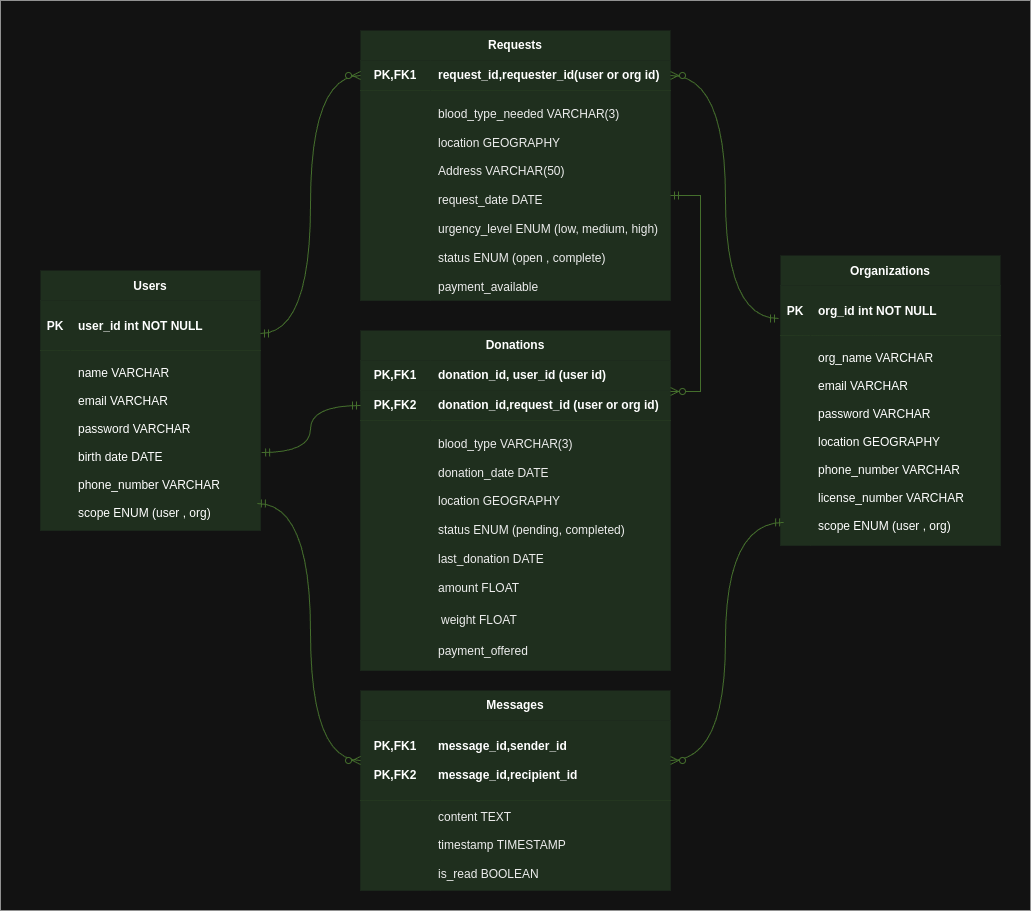 Requests
PK,FK1 request_id,requester_id(user or org id)
blood_type_needed VARCHAR(3)
location GEOGRAPHY
Address VARCHAR(50)
request_date DATE
urgency_level ENUM (low, medium, high)
status ENUM (open , complete)
payment_available
Users
PK user_id int NOT NULL
name VARCHAR
email VARCHAR
password VARCHAR
birth date DATE
phone_number VARCHAR
scope ENUM (user , org)
Donations
PK,FK1 donation_id, user_id (user id)
PK,FK2 donation_id,request_id (user or org id)
blood_type VARCHAR(3)
donation_date DATE
location GEOGRAPHY
status ENUM (pending, completed)
last_donation DATE
amount FLOAT
weight FLOAT
payment_offered
Organizations
PK org_id int NOT NULL
org_name VARCHAR
email VARCHAR
password VARCHAR
location GEOGRAPHY
phone_number VARCHAR
license_number VARCHAR
scope ENUM (user , org)
Messages
PK,FK1 message_id,sender_id
PK,FK2 message_id,recipient_id
content TEXT
timestamp TIMESTAMP
is_read BOOLEAN